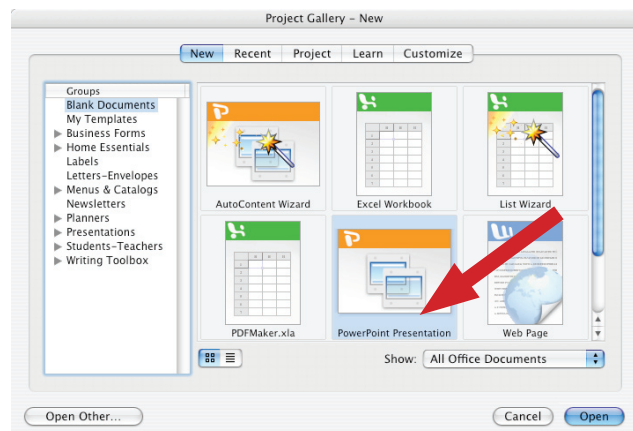 Project Gallery – New
New Recent Project Learn Customize
Groups
Blank Documents
My Templates
Business Forms
Home Essentials
Labels
Letters-Envelopes
Menus & Catalogs
Newsletters
Planners
Presentations
Students-Teachers
Writing Toolbox
AutoContent Wizard Excel Workbook List Wizard
PDFMaker.xla PowerPoint Presentation Web Page
Show: All Office Documents
Open Other... Cancel Open